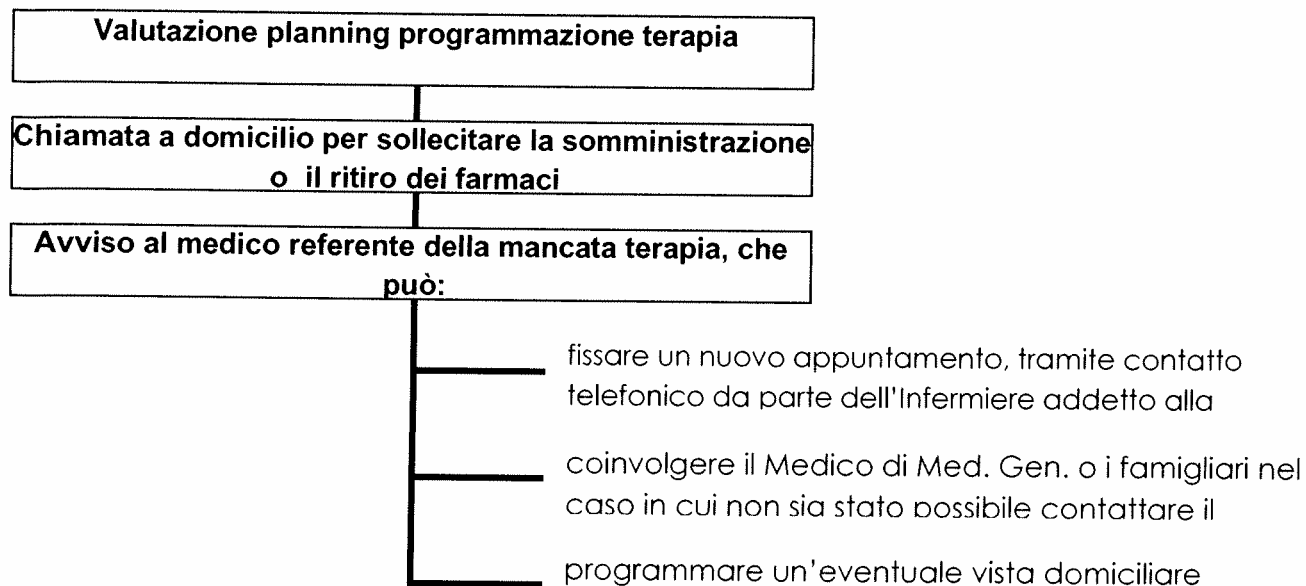 Valutazione planning programmazione terapia
Chiamata a domicilio per sollecitare la somministrazione
o il ritiro dei farmaci
Avviso al medico referente della mancata terapia, che
può:
fissare un nuovo appuntamento, tramite contatto
telefonico da parte dell'Infermiere addetto alla
coinvolgere il Medico di Med. Gen. o i famigliari nel
caso in cui non sia stato possibile contattare il
programmare un'eventuale vista domiciliare